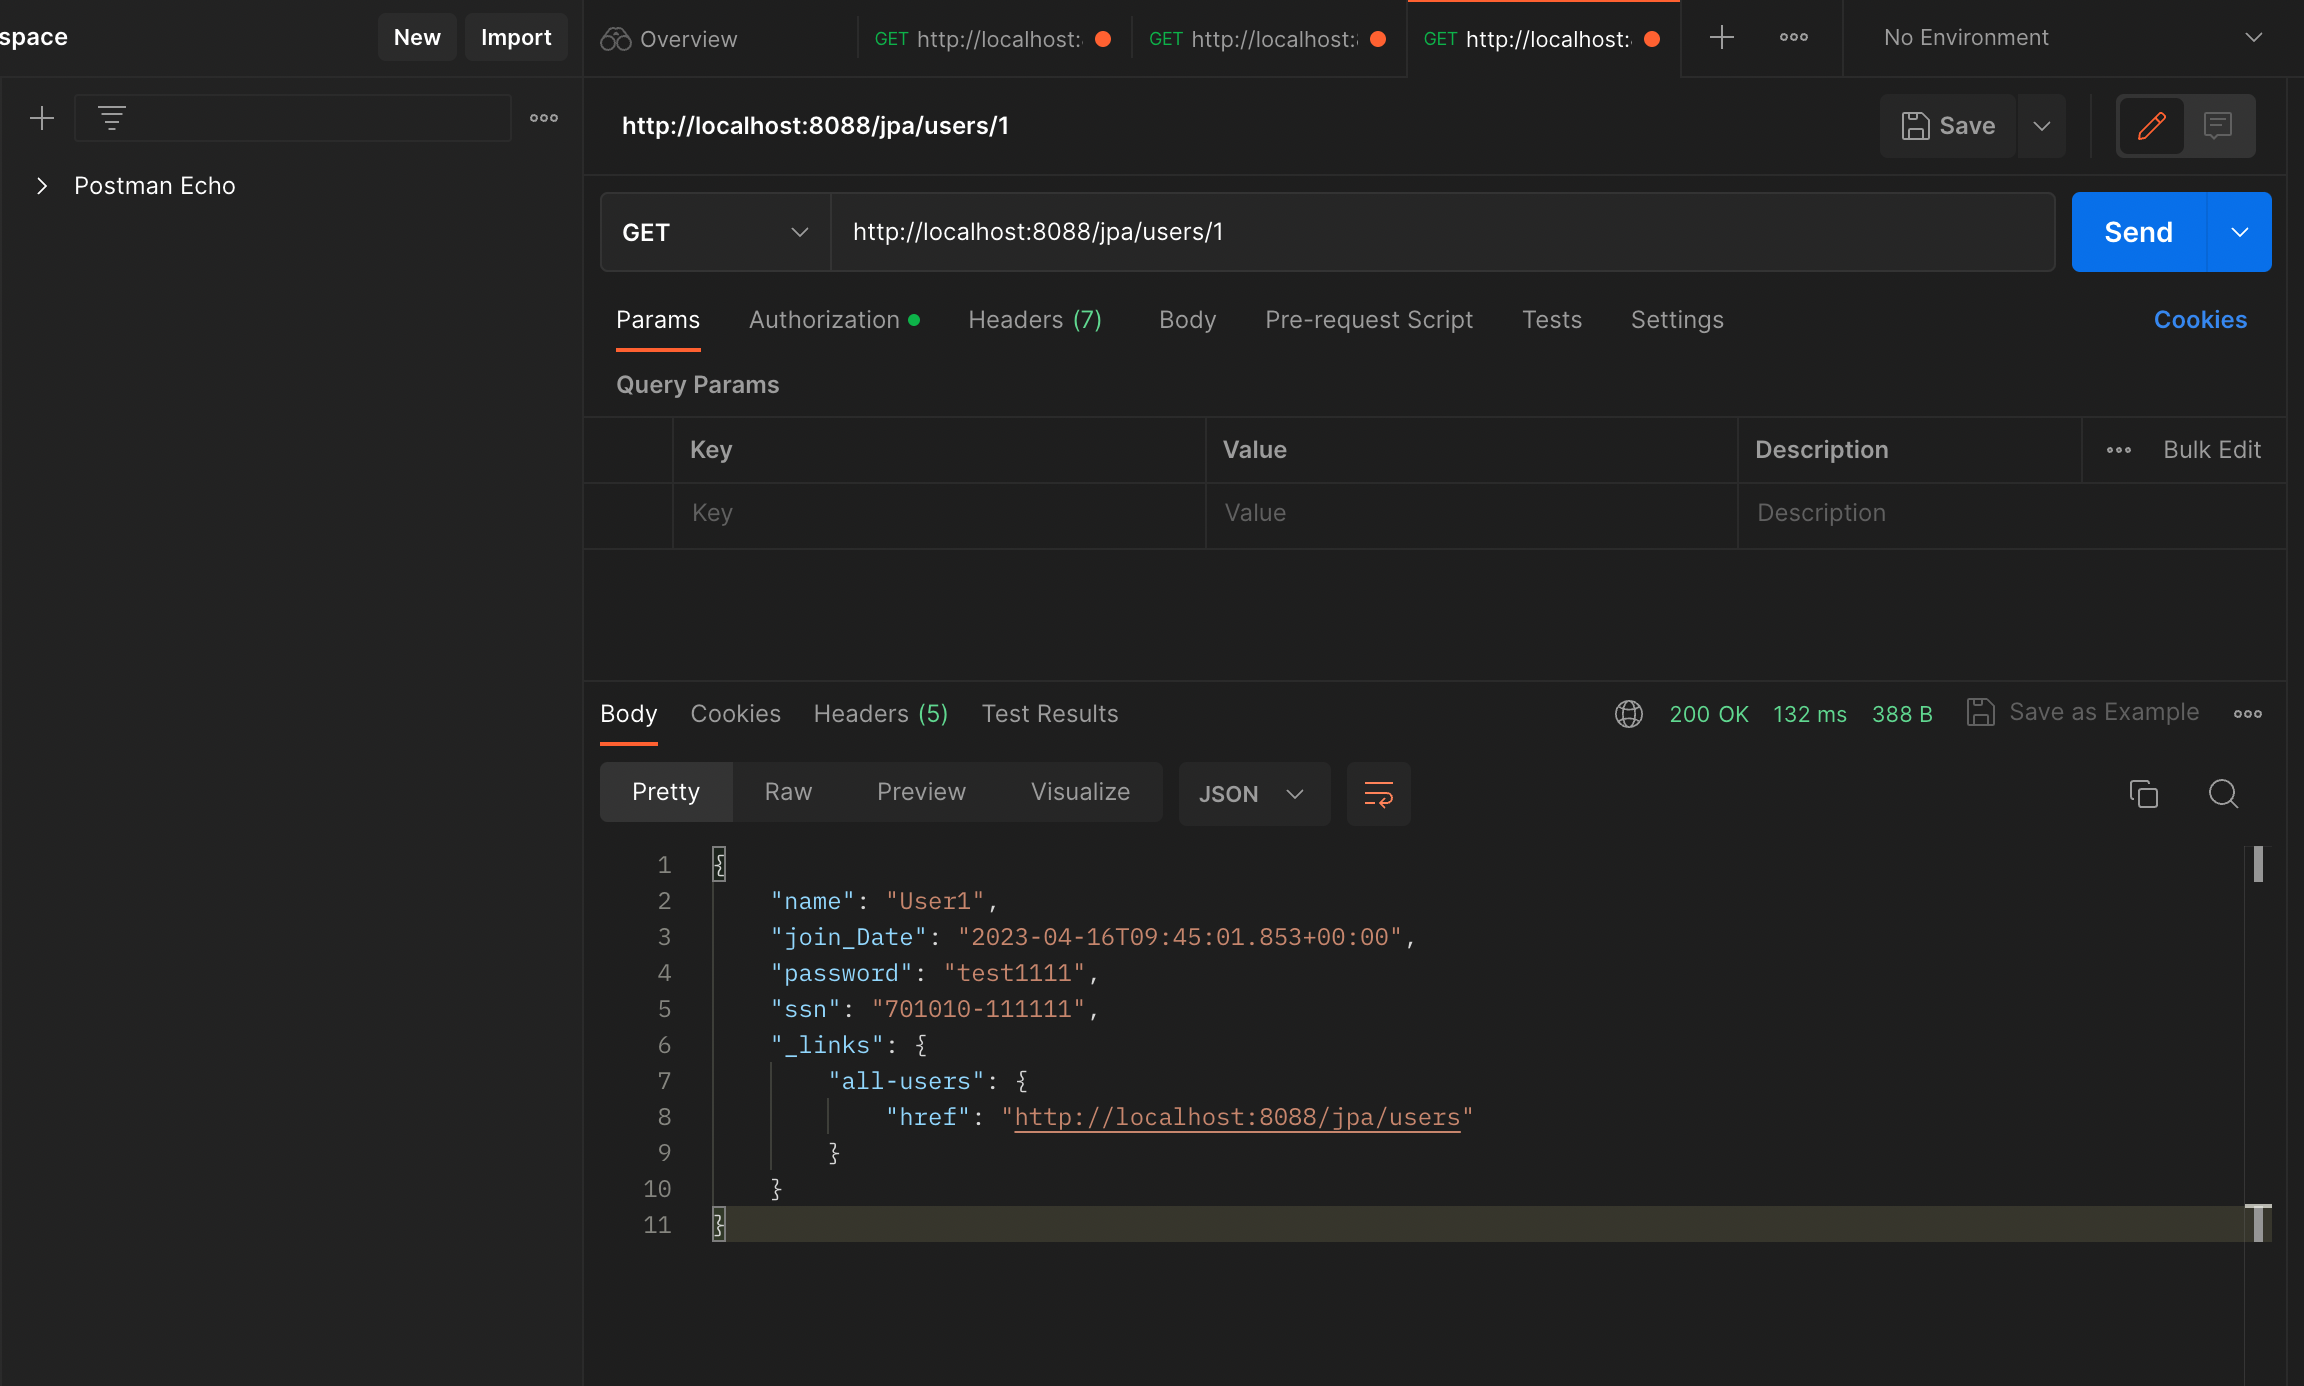 space
New
Import
Overview
GET http://localhost:
GET http://localhost:
GET http://localhost:
No Environment
Postman Echo
http://localhost:8088/jpa/users/1
Save
GET
http://localhost:8088/jpa/users/1
Send
Params
Authorization
Headers (7)
Body
Pre-request Script
Tests
Settings
Cookies
Query Params
Key
Value
Description
Bulk Edit
Key
Value
Description
Body
Cookies
Headers (5)
Test Results
200 OK
132 ms
388 B
Save as Example
Pretty
Raw
Preview
Visualize
JSON
1 {
2 "name": "User1",
3 "join_Date": "2023-04-16T09:45:01.853+00:00",
4 "password": "test1111",
5 "ssn": "701010-111111",
6 "_links": {
7 "all-users": {
8 "href": "http://localhost:8088/jpa/users"
9 }
10 }
11 }